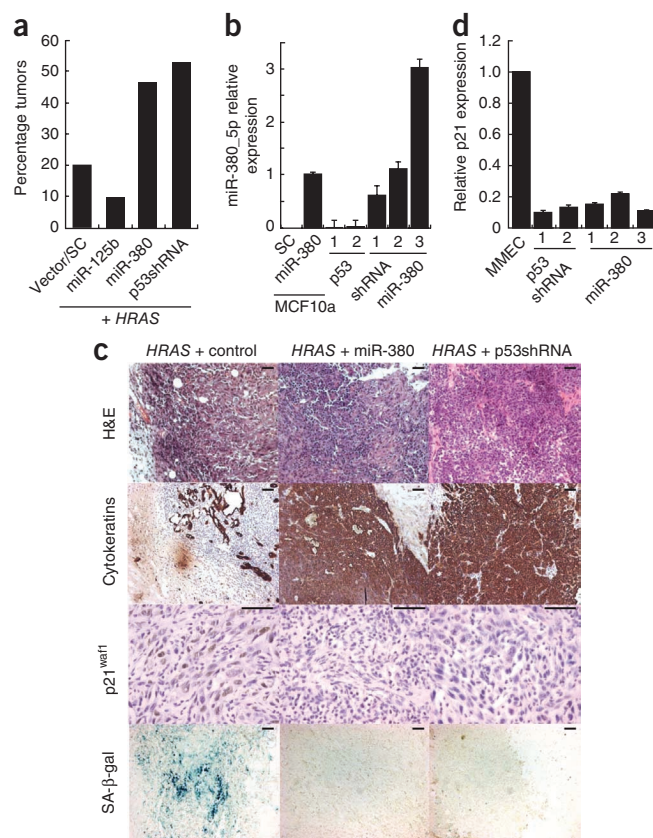 a
Percentage tumors
60
50
40
30
20
10
0
Vector/SC
miR-125b
miR-380
p53shRNA
+ HRAS
b
miR-380_5p relative
expression
3
2
1
0
SC
miR-380
1
2
1
2
3
MCF10a
p53
shRNA
miR-380
d
Relative p21 expression
1.2
1.0
0.8
0.6
0.4
0.2
0
MMEC
1
2
1
2
3
p53
shRNA
miR-380
c
HRAS + control
HRAS + miR-380
HRAS + p53shRNA
H&E
Cytokeratins
p21waf1
SA-β-gal